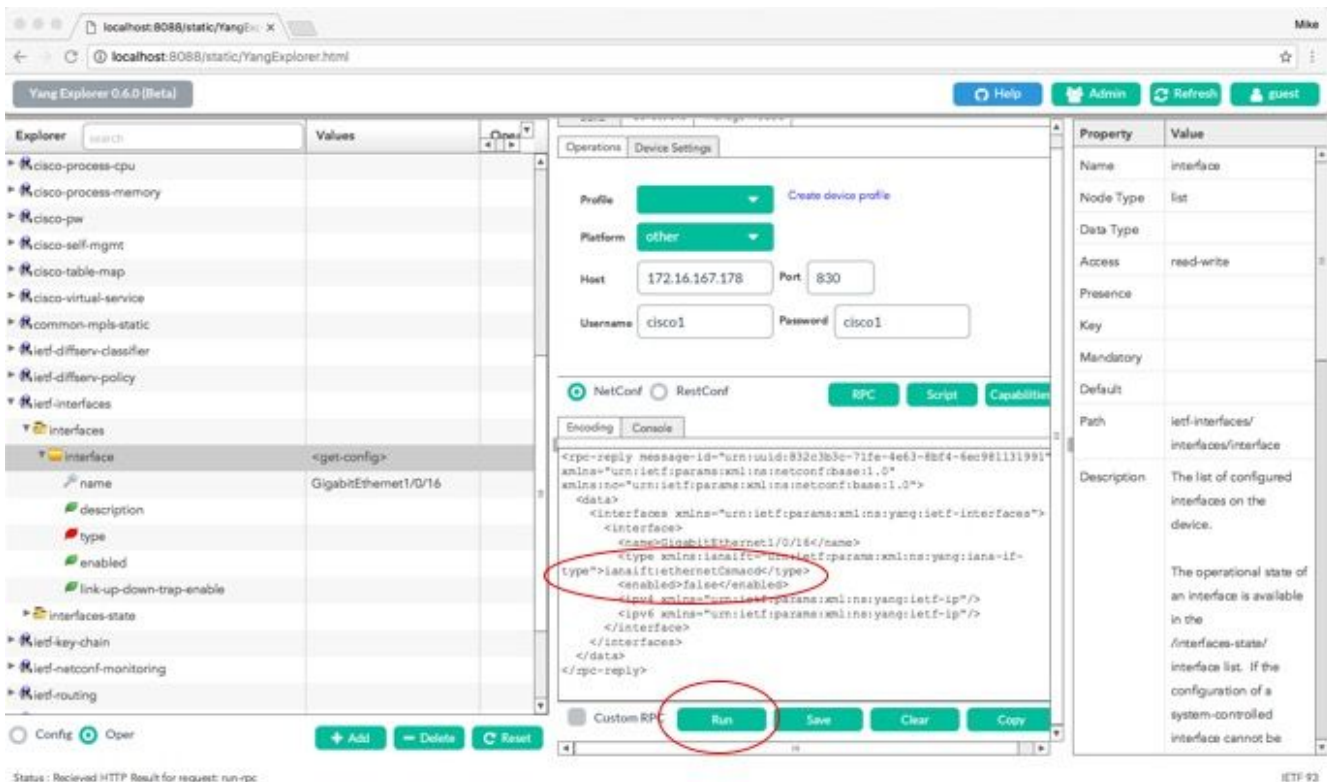 localhost:8088/static/YangEx
Mike
localhost:8088/static/YangExplorer.html
Yang Explorer 0.6.0 (Beta)
Help
Admin
Refresh
guest
Explorer
search
Values
Oper
cisco-process-cpu
cisco-process-memory
cisco-pw
cisco-self-mgmt
cisco-table-map
cisco-virtual-service
common-mpls-static
ietf-diffserv-classifier
ietf-diffserv-policy
ietf-interfaces
interfaces
interface <get-config>
name GigabitEthernet1/0/16
description
type
enabled
link-up-down-trap-enable
interfaces-state
ietf-key-chain
ietf-netconf-monitoring
ietf-routing
Config Oper
+ Add
Delete
Reset
Operations Device Settings
Profile
Create device profile
Platform other
Host 172.16.167.178 Port 830
Username cisco1 Password cisco1
NetConf RestConf
RPC Script Capabilities
Encoding Console
<rpc-reply message-id="urn:uuid:832c3b3c-71fe-4e63-8bf4-6ec981131991"
xmlns="urn:ietf:params:xml:ns:netconf:base:1.0"
xmlns:nc="urn:ietf:params:xml:ns:netconf:base:1.0">
<data>
<interfaces xmlns="urn:ietf:params:xml:ns:yang:ietf-interfaces">
<interface>
<name>GigabitEthernet1/0/16</name>
<type xmlns:ianaift="urn:ietf:params:xml:ns:yang:iana-if-
type">ianaift:ethernetCsmacd</type>
<enabled>false</enabled>
<ipv4 xmlns="urn:ietf:params:xml:ns:yang:ietf-ip"/>
<ipv6 xmlns="urn:ietf:params:xml:ns:yang:ietf-ip"/>
</interface>
</interfaces>
</data>
</rpc-reply>
Custom RPC
Run
Save
Clear
Copy
Property Value
Name interface
Node Type list
Data Type
Access read-write
Presence
Key
Mandatory
Default
Path ietf-interfaces/
interfaces/interface
Description The list of configured
interfaces on the
device.
The operational state of
an interface is available
in the
/interfaces-state/
interface list. If the
configuration of a
system-controlled
interface cannot be
Status : Recieved HTTP Result for request: run-rpc
IETF 93